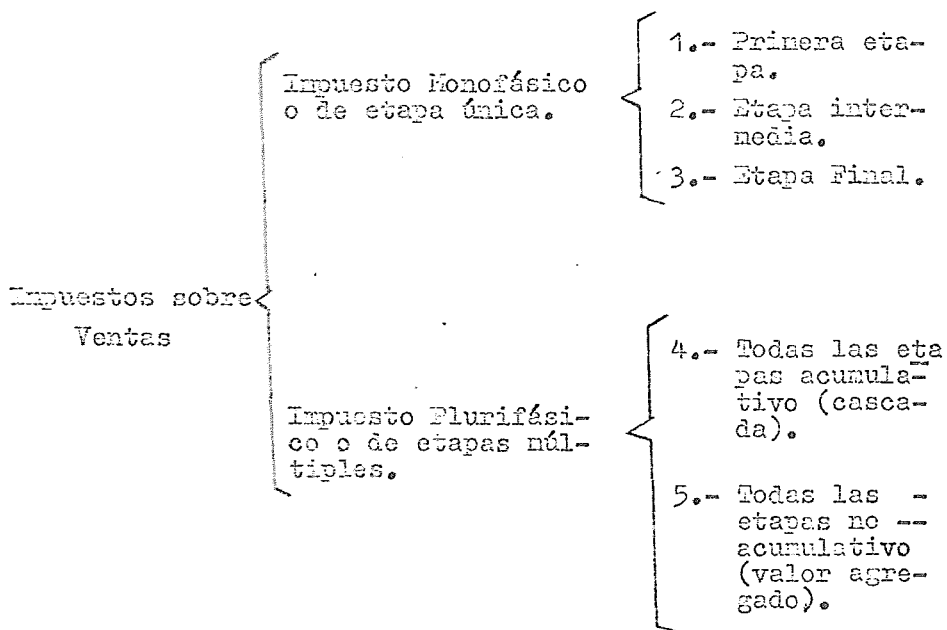 Impuestos sobre
Ventas
Impuesto Monofásico
o de etapa única.
1.- Primera eta-
pa.
2.- Etapa inter-
media.
3.- Etapa Final.
Impuesto Plurifási-
co o de etapas múl-
tiples.
4.- Todas las eta
pas acumula-
tivo (casca-
da).
5.- Todas las -
etapas no --
acumulativo
(valor agre-
gado).